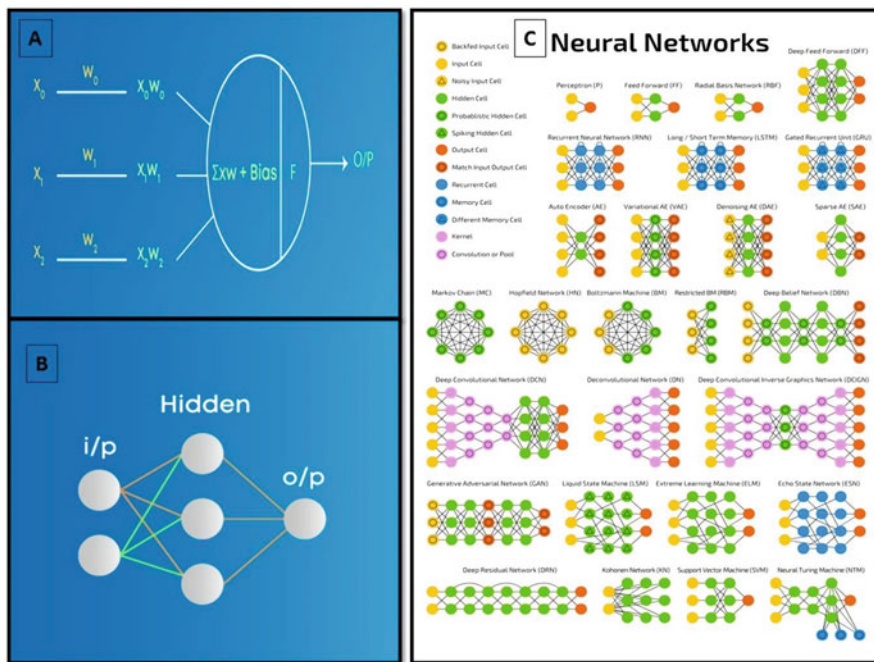 A
W0
X0
X0W0
W1
X1
X1W1
Σxw + Bias
F
O/P
W2
X2
X2W2
B
Hidden
i/p
o/p
C
Neural Networks
Backfed Input Cell
Input Cell
Noisy Input Cell
Hidden Cell
Probablistic Hidden Cell
Spiking Hidden Cell
Output Cell
Match Input Output Cell
Recurrent Cell
Memory Cell
Different Memory Cell
Kernel
Convolution or Pool
Deep Feed Forward (DFF)
Perceptron (P)
Feed Forward (FF)
Radial Basis Network (RBF)
Recurrent Neural Network (RNN)
Long / Short Term Memory (LSTM)
Gated Recurrent Unit (GRU)
Auto Encoder (AE)
Variational AE (VAE)
Denoising AE (DAE)
Sparse AE (SAE)
Markov Chain (MC)
Hopfield Network (HN)
Boltzmann Machine (BM)
Restricted BM (RBM)
Deep Belief Network (DBN)
Deep Convolutional Network (DCN)
Deconvolutional Network (DN)
Deep Convolutional Inverse Graphics Network (DCIGN)
Generative Adversarial Network (GAN)
Liquid State Machine (LSM)
Extreme Learning Machine (ELM)
Echo State Network (ESN)
Deep Residual Network (DRN)
Kohonen Network (KN)
Support Vector Machine (SVM)
Neural Turing Machine (NTM)